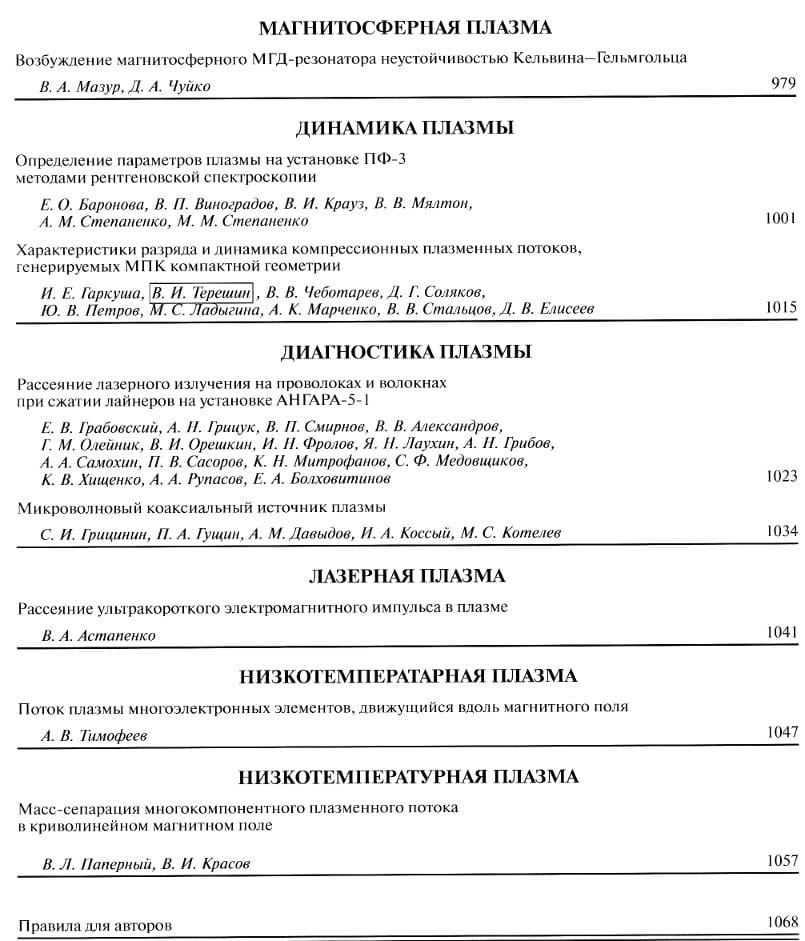 МАГНИТОСФЕРНАЯ ПЛАЗМА
Возбуждение магнитосферного МГД-резонатора неустойчивостью Кельвина–Гельмгольца
В. А. Мазур, Д. А. Чуйко 979
ДИНАМИКА ПЛАЗМЫ
Определение параметров плазмы на установке ПФ-3
методами рентгеновской спектроскопии
Е. О. Баронова, В. П. Виноградов, В. И. Крауз, В. В. Мялтон,
А. М. Степаненко, М. М. Степаненко 1001
Характеристики разряда и динамика компрессионных плазменных потоков,
генерируемых МПК компактной геометрии
И. Е. Гаркуша, В. И. Терешин, В. В. Чеботарев, Д. Г. Соляков,
Ю. В. Петров, М. С. Ладыгина, А. К. Марченко, В. В. Стальцов, Д. В. Елисеев 1015
ДИАГНОСТИКА ПЛАЗМЫ
Рассеяние лазерного излучения на проволоках и волокнах
при сжатии лайнеров на установке АНГАРА-5-1
Е. В. Грабовский, А. Н. Грицук, В. П. Смирнов, В. В. Александров,
Г. М. Олейник, В. И. Орешкин, И. Н. Фролов, Я. Н. Лаухин, А. Н. Грибов,
А. А. Самохин, П. В. Сасоров, К. Н. Митрофанов, С. Ф. Медовщиков,
К. В. Хищенко, А. А. Рупасов, Е. А. Болховитинов 1023
Микроволновый коаксиальный источник плазмы
С. И. Грицинин, П. А. Гущин, А. М. Давыдов, И. А. Коссый, М. С. Котелев 1034
ЛАЗЕРНАЯ ПЛАЗМА
Рассеяние ультракороткого электромагнитного импульса в плазме
В. А. Астапенко 1041
НИЗКОТЕМПЕРАТАРНАЯ ПЛАЗМА
Поток плазмы многоэлектронных элементов, движущийся вдоль магнитного поля
А. В. Тимофеев 1047
НИЗКОТЕМПЕРАТУРНАЯ ПЛАЗМА
Масс-сепарация многокомпонентного плазменного потока
в криволинейном магнитном поле
В. Л. Паперный, В. И. Красов 1057
Правила для авторов 1068